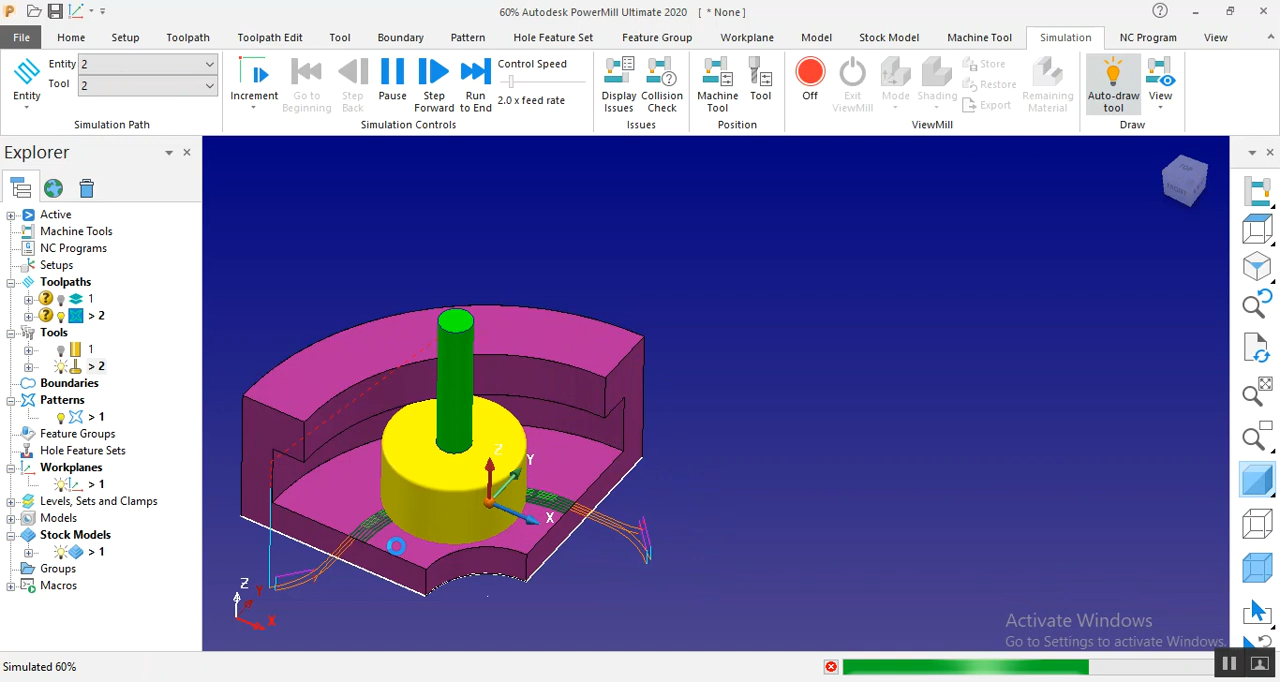 60% Autodesk PowerMill Ultimate 2020 [ * None ]
File Home Setup Toolpath Toolpath Edit Tool Boundary Pattern Hole Feature Set Feature Group Workplane Model Stock Model Machine Tool Simulation NC Program View
Entity
Entity 2
Tool 2
Simulation Path
Increment
Go to Beginning
Step Back
Pause
Step Forward
Run to End
Control Speed
2.0 x feed rate
Simulation Controls
Display Issues
Collision Check
Issues
Machine Tool
Tool
Position
Off
Exit ViewMill
Mode
Shading
Store
Restore
Export
Remaining Material
ViewMill
Auto-draw tool
View
Draw
Explorer
Active
Machine Tools
NC Programs
Setups
Toolpaths
1
> 2
Tools
1
> 2
Boundaries
Patterns
> 1
Feature Groups
Hole Feature Sets
Workplanes
> 1
Levels, Sets and Clamps
Models
Stock Models
> 1
Groups
Macros
TOP
FRONT
Z
Y
X
Z
Y
X
Activate Windows
Go to Settings to activate Windows.
Simulated 60%